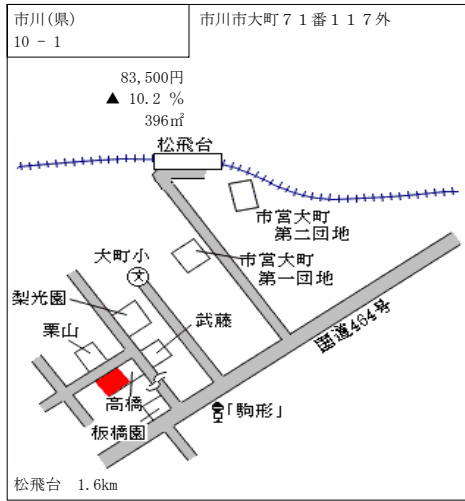 市川(県)
10 - 1
市川市大町７１番１１７外
83,500円
▲ 10.2 %
396㎡
松飛台
市営大町
第二団地
大町小
文
市営大町
第一団地
梨光園
武藤
栗山
国道464号
高橋
「駒形」
板橋園
松飛台 1.6km